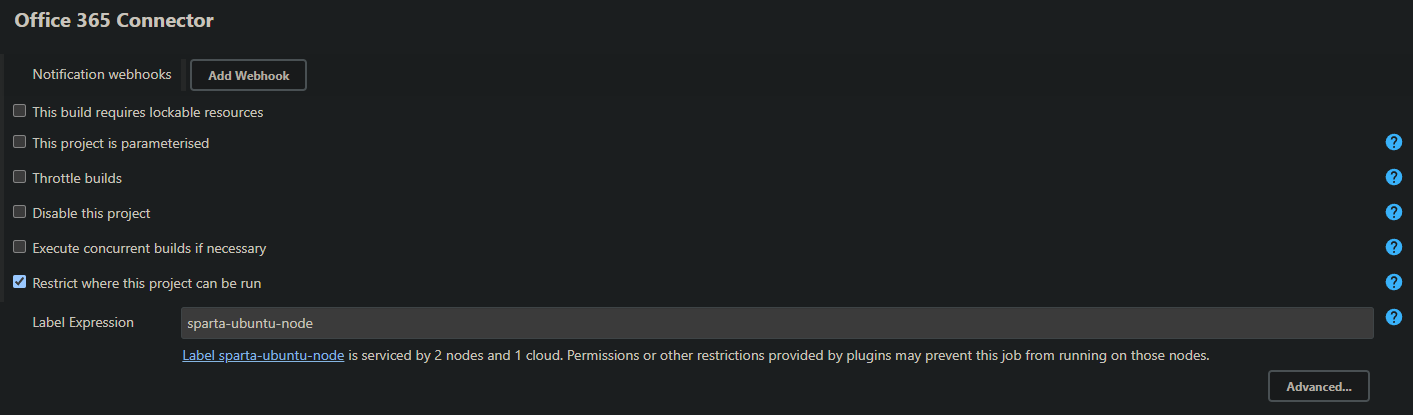 Office 365 Connector
Notification webhooks Add Webhook
This build requires lockable resources
This project is parameterised ?
Throttle builds ?
Disable this project ?
Execute concurrent builds if necessary ?
Restrict where this project can be run ?
Label Expression sparta-ubuntu-node ?
Label sparta-ubuntu-node is serviced by 2 nodes and 1 cloud. Permissions or other restrictions provided by plugins may prevent this job from running on those nodes.
Advanced...